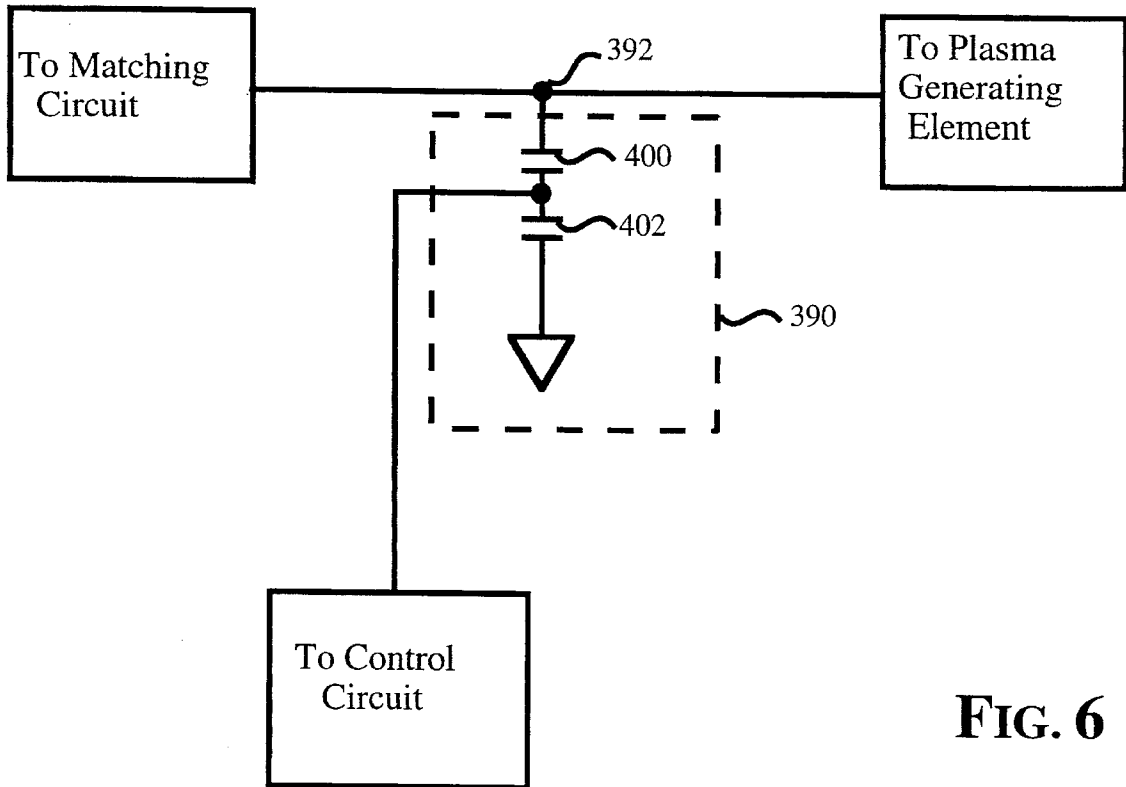 To Matching
Circuit
392
To Plasma
Generating
Element
400
402
390
To Control
Circuit
FIG. 6